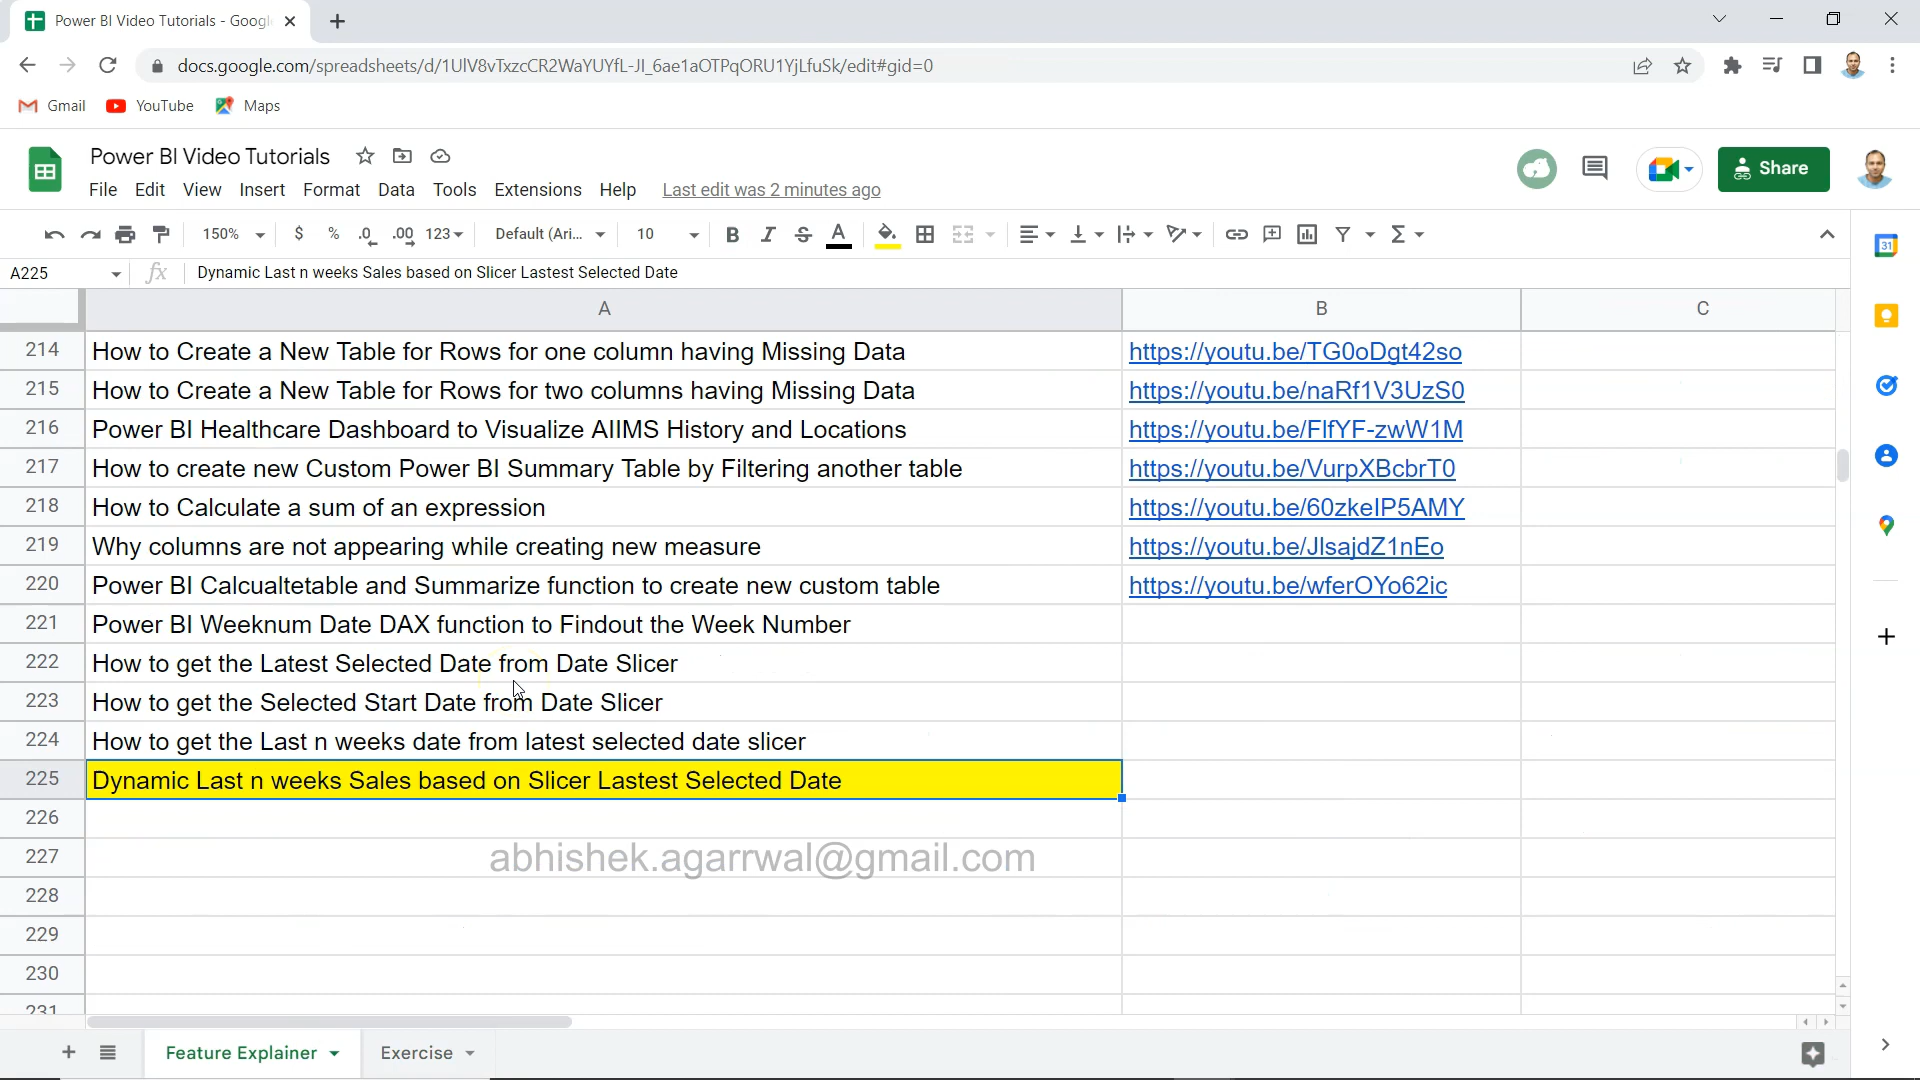 Power BI Video Tutorials - Googl
docs.google.com/spreadsheets/d/1UlV8vTxzcCR2WaYUYfL-Jl_6ae1aOTPqORU1YjLfuSk/edit#gid=0
Gmail YouTube Maps
Power BI Video Tutorials
File Edit View Insert Format Data Tools Extensions Help Last edit was 2 minutes ago
Share
150% $ % .0 .00 123 Default (Ari... 10 B I S A
A225 fx Dynamic Last n weeks Sales based on Slicer Lastest Selected Date
A B C
214 How to Create a New Table for Rows for one column having Missing Data https://youtu.be/TG0oDgt42so
215 How to Create a New Table for Rows for two columns having Missing Data https://youtu.be/naRf1V3UzS0
216 Power BI Healthcare Dashboard to Visualize AIIMS History and Locations https://youtu.be/FlfYF-zwW1M
217 How to create new Custom Power BI Summary Table by Filtering another table https://youtu.be/VurpXBcbrT0
218 How to Calculate a sum of an expression https://youtu.be/60zkeIP5AMY
219 Why columns are not appearing while creating new measure https://youtu.be/JlsajdZ1nEo
220 Power BI Calcualtetable and Summarize function to create new custom table https://youtu.be/wferOYo62ic
221 Power BI Weeknum Date DAX function to Findout the Week Number
222 How to get the Latest Selected Date from Date Slicer
223 How to get the Selected Start Date from Date Slicer
224 How to get the Last n weeks date from latest selected date slicer
225 Dynamic Last n weeks Sales based on Slicer Lastest Selected Date
226
227 abhishek.agarrwal@gmail.com
228
229
230
231
Feature Explainer Exercise